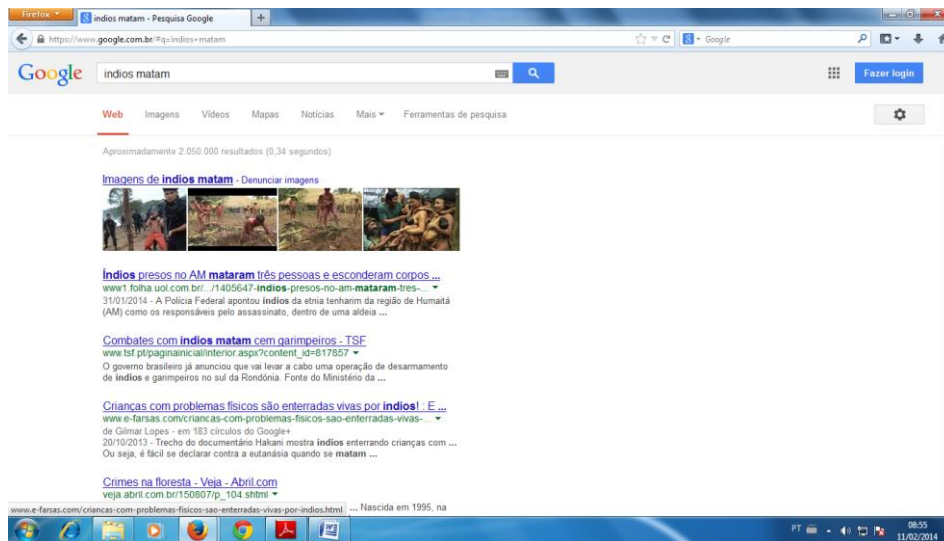 Firefox
indios matam - Pesquisa Google
https://www.google.com.br/#q=indios+matam
Google
Google
indios matam
Fazer login
Web Imagens Vídeos Mapas Notícias Mais Ferramentas de pesquisa
Aproximadamente 2.050.000 resultados (0,34 segundos)
Imagens de indios matam - Denunciar imagens
Índios presos no AM mataram três pessoas e esconderam corpos ...
www1.folha.uol.com.br/.../1405647-indios-presos-no-am-mataram-tres-...
31/01/2014 - A Polícia Federal apontou índios da etnia tenharim da região de Humaitá
(AM) como os responsáveis pelo assassinato, dentro de uma aldeia ...
Combates com indios matam cem garimpeiros - TSF
www.tsf.pt/paginainicial/interior.aspx?content_id=817857
O governo brasileiro já anunciou que vai levar a cabo uma operação de desarmamento
de índios e garimpeiros no sul da Rondónia. Fonte do Ministério da ...
Crianças com problemas físicos são enterradas vivas por índios! : E ...
www.e-farsas.com/criancas-com-problemas-fisicos-sao-enterradas-vivas-...
de Gilmar Lopes - em 183 círculos do Google+
20/10/2013 - Trecho do documentário Hakani mostra indios enterrando crianças com ...
Ou seja, é fácil se declarar contra a eutanásia quando se matam ...
Crimes na floresta - Veja - Abril.com
veja.abril.com.br/150807/p_104.shtml
... Nascida em 1995, na
www.e-farsas.com/criancas-com-problemas-fisicos-sao-enterradas-vivas-por-indios.html
PT
08:55
11/02/2014